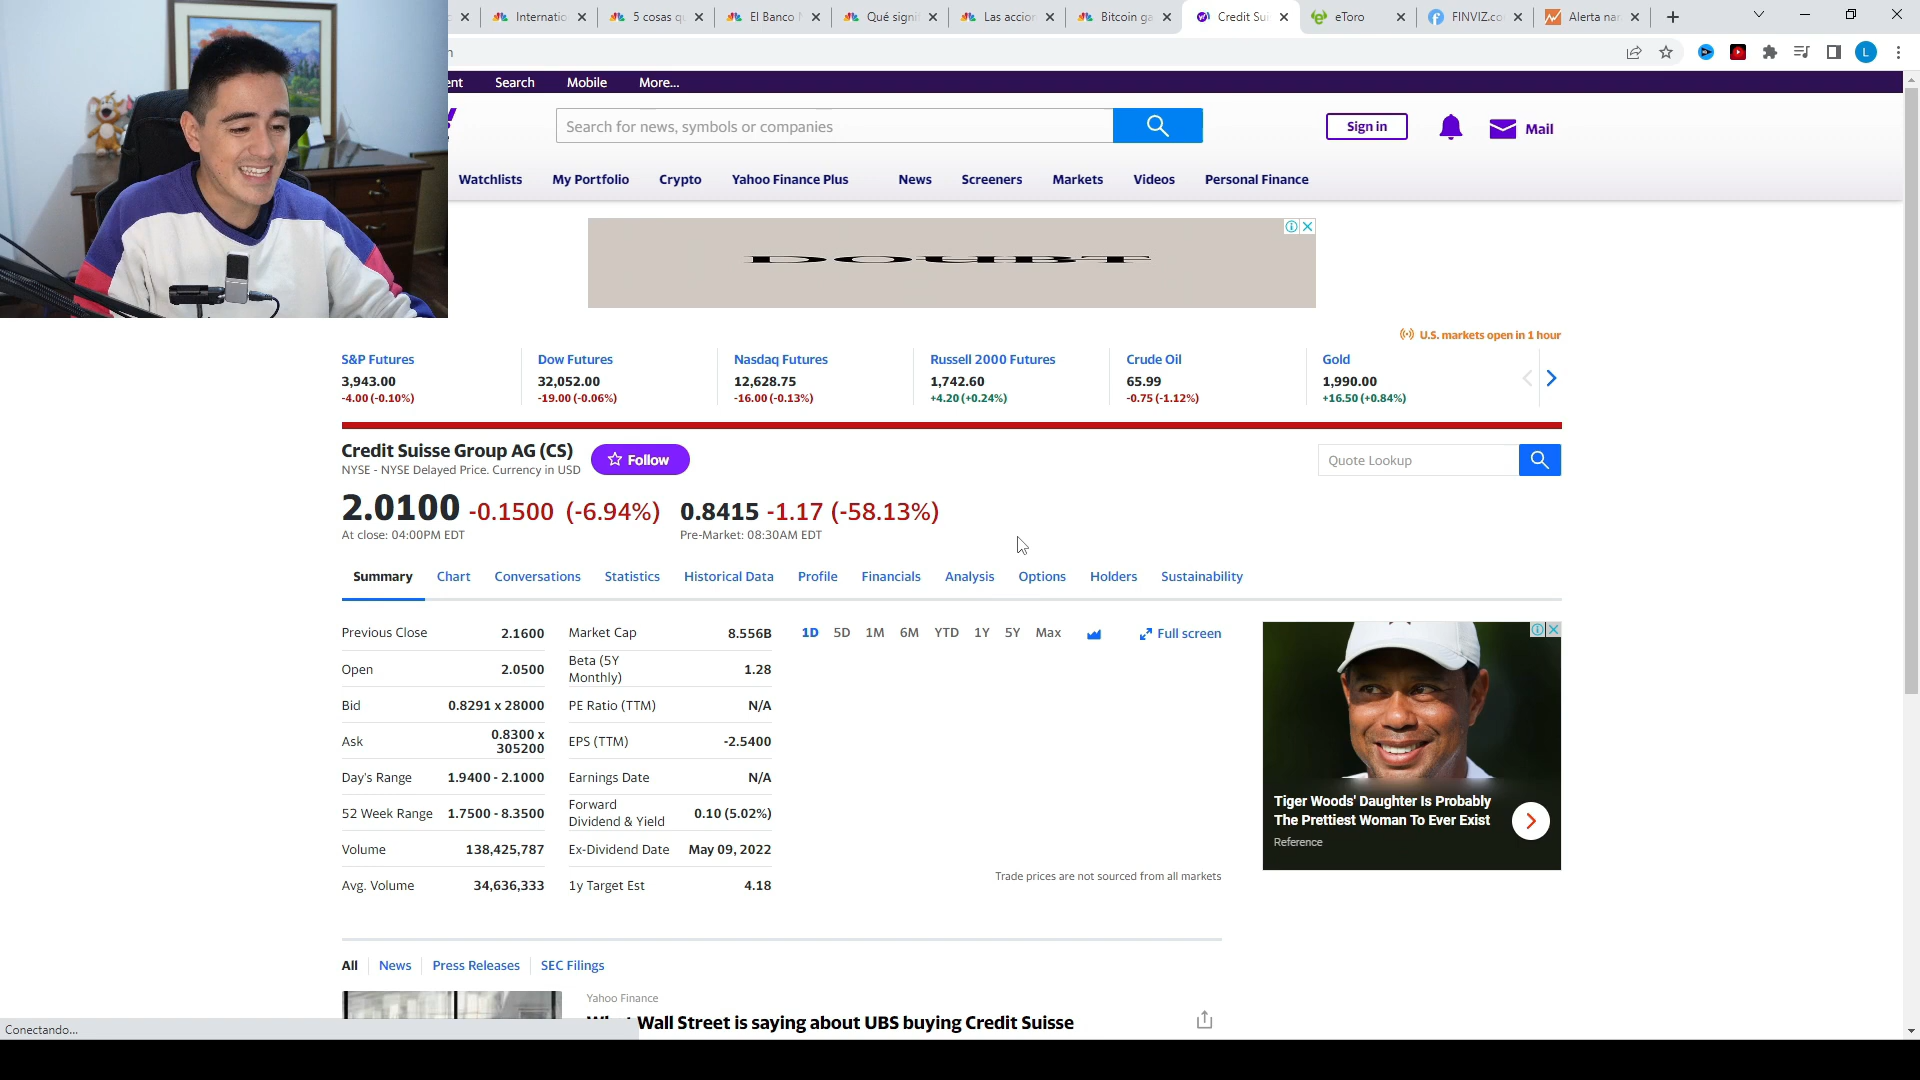 Internatio
5 cosas q
El Banco
Qué signi
Las accion
Bitcoin ga
Credit Sui
eToro
FINVIZ.co
Alerta nar
L
ent
Search
Mobile
More...
Search for news, symbols or companies
Sign in
Mail
Watchlists
My Portfolio
Crypto
Yahoo Finance Plus
News
Screeners
Markets
Videos
Personal Finance
DOUBT
U.S. markets open in 1 hour
S&P Futures
3,943.00
-4.00 (-0.10%)
Dow Futures
32,052.00
-19.00 (-0.06%)
Nasdaq Futures
12,628.75
-16.00 (-0.13%)
Russell 2000 Futures
1,742.60
+4.20 (+0.24%)
Crude Oil
65.99
-0.75 (-1.12%)
Gold
1,990.00
+16.50 (+0.84%)
Credit Suisse Group AG (CS)
Follow
NYSE - NYSE Delayed Price. Currency in USD
Quote Lookup
2.0100 -0.1500 (-6.94%)
At close: 04:00PM EDT
0.8415 -1.17 (-58.13%)
Pre-Market: 08:30AM EDT
Summary
Chart
Conversations
Statistics
Historical Data
Profile
Financials
Analysis
Options
Holders
Sustainability
Previous Close 2.1600
Open 2.0500
Bid 0.8291 x 28000
Ask 0.8300 x
305200
Day's Range 1.9400 - 2.1000
52 Week Range 1.7500 - 8.3500
Volume 138,425,787
Avg. Volume 34,636,333
Market Cap 8.556B
Beta (5Y
Monthly) 1.28
PE Ratio (TTM) N/A
EPS (TTM) -2.5400
Earnings Date N/A
Forward
Dividend & Yield 0.10 (5.02%)
Ex-Dividend Date May 09, 2022
1y Target Est 4.18
1D 5D 1M 6M YTD 1Y 5Y Max
Full screen
Trade prices are not sourced from all markets
Tiger Woods' Daughter Is Probably
The Prettiest Woman To Ever Exist
Reference
All
News
Press Releases
SEC Filings
Yahoo Finance
Wall Street is saying about UBS buying Credit Suisse
Conectando...